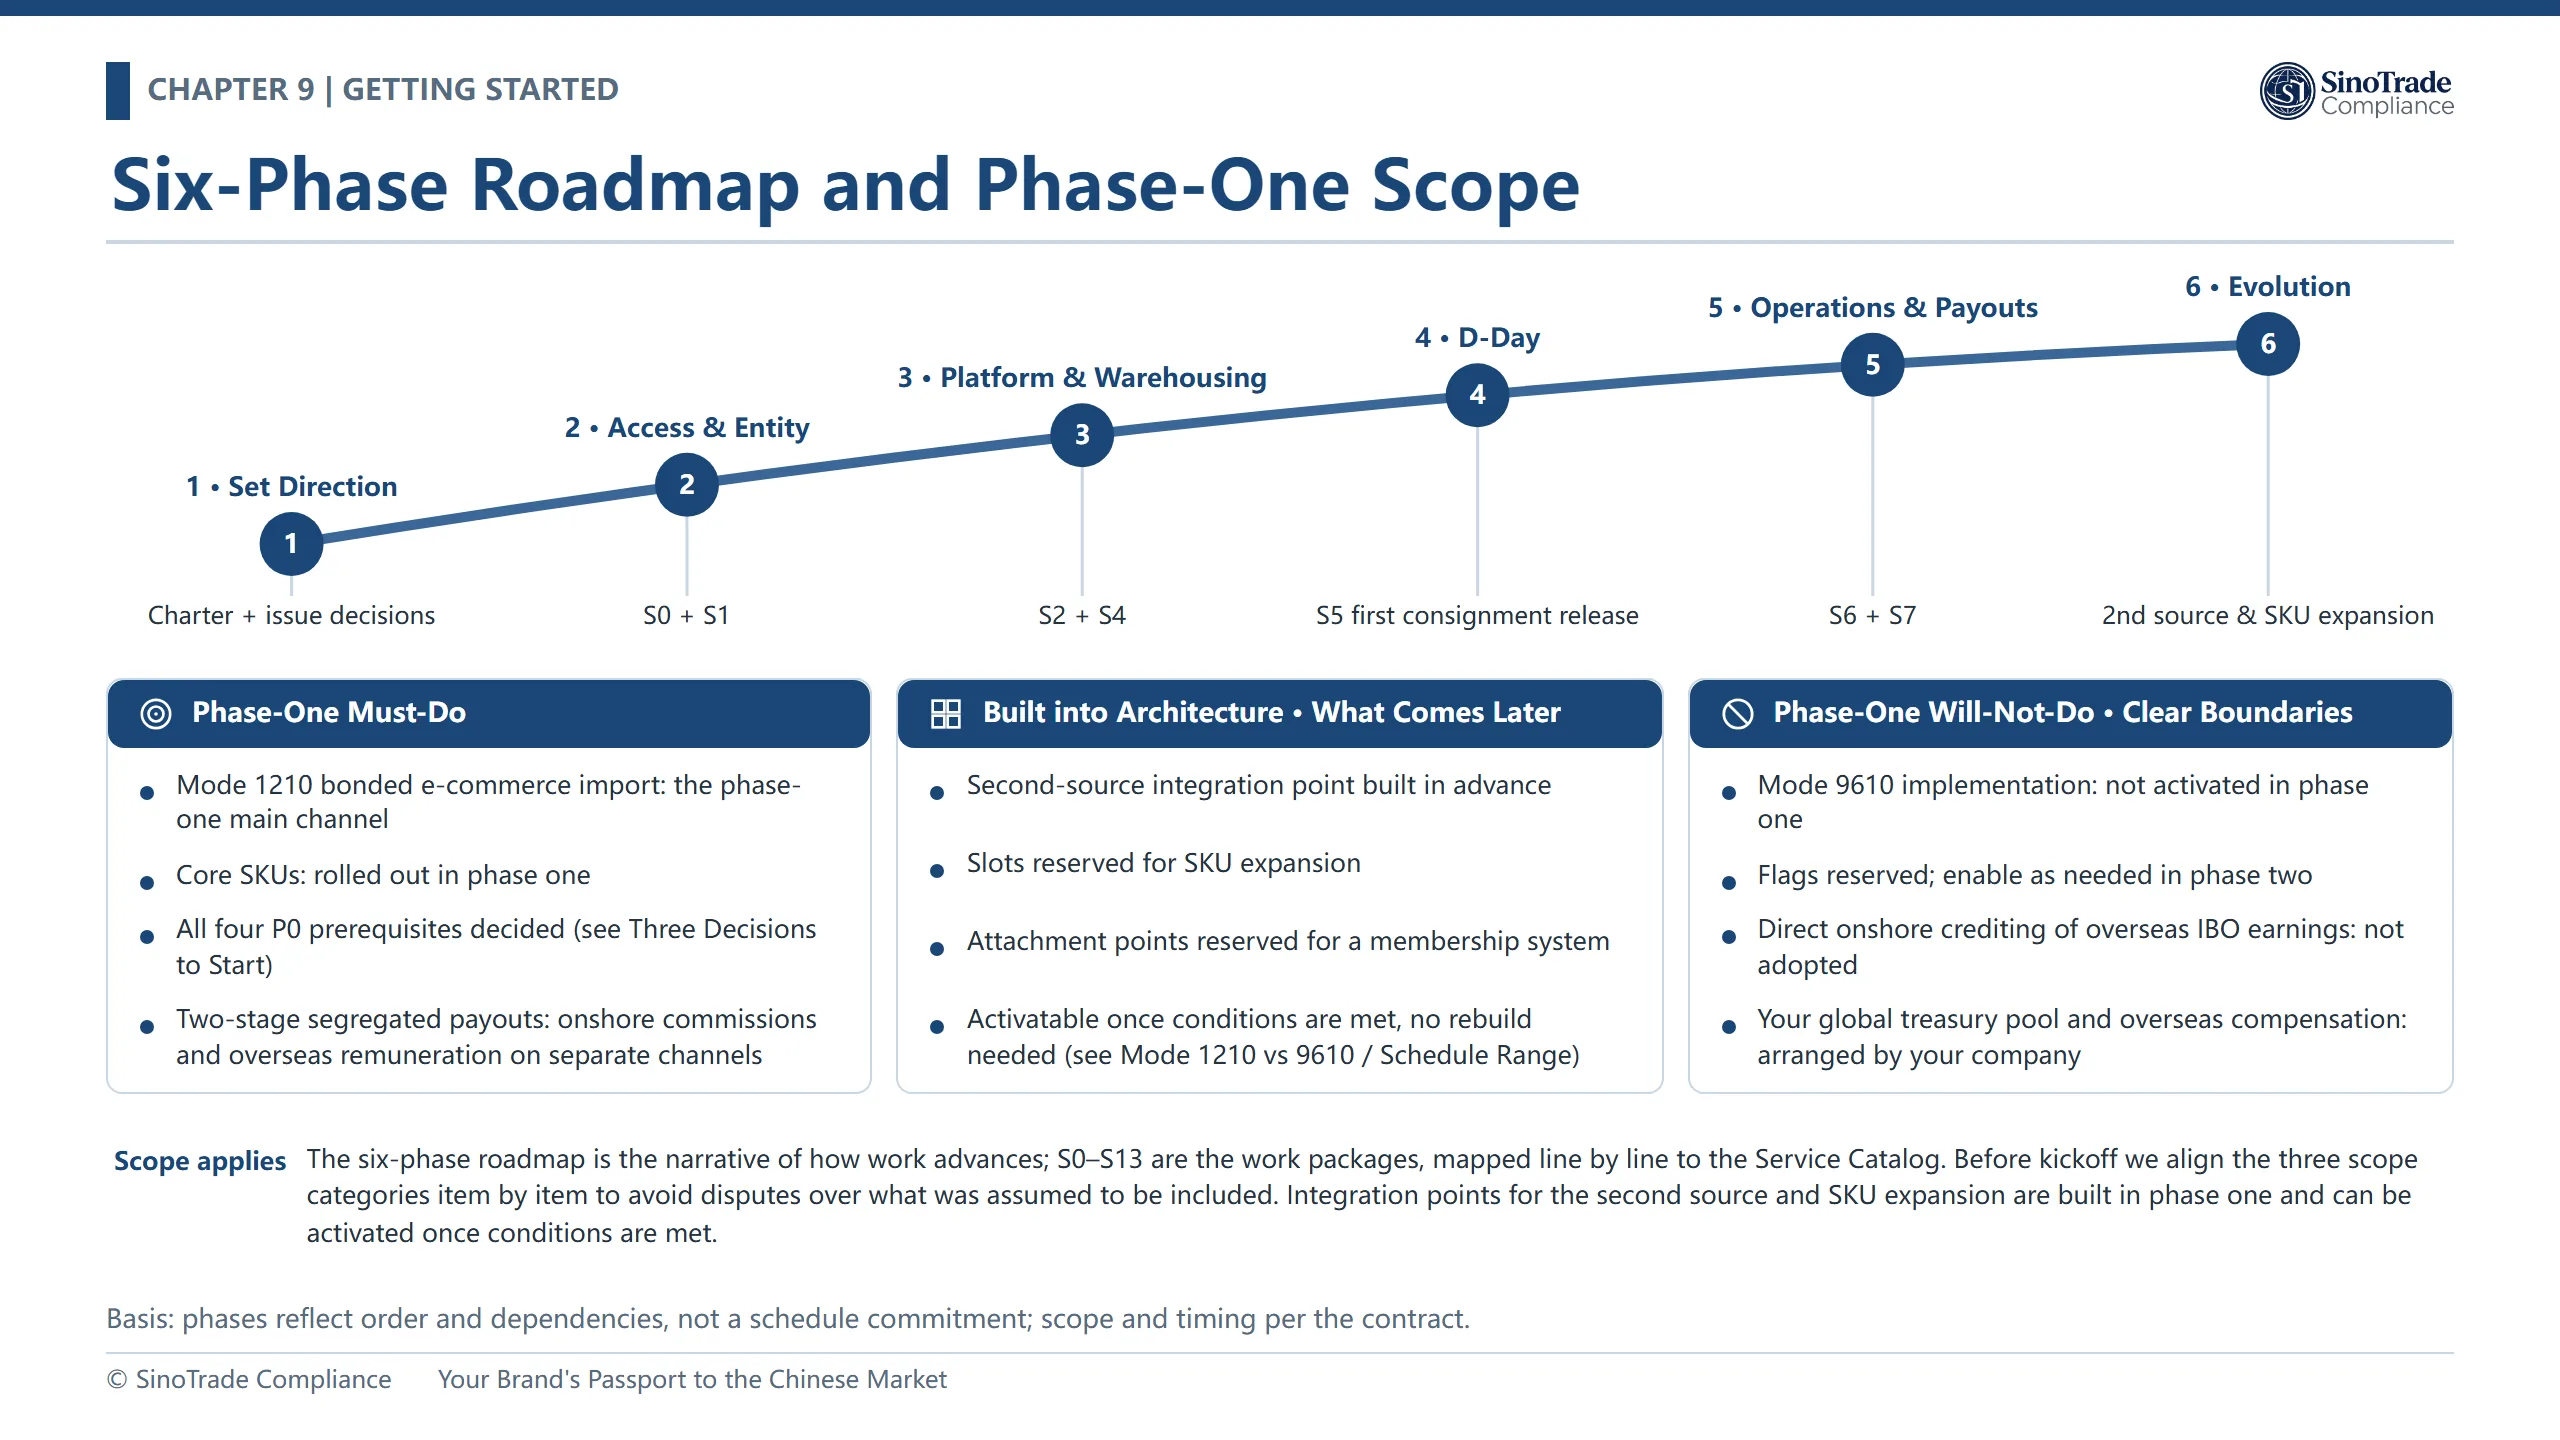 CHAPTER 9 | GETTING STARTED
SinoTrade
Compliance
Six-Phase Roadmap and Phase-One Scope
1 • Set Direction
2 • Access & Entity
3 • Platform & Warehousing
4 • D-Day
5 • Operations & Payouts
6 • Evolution
1
2
3
4
5
6
Charter + issue decisions
S0 + S1
S2 + S4
S5 first consignment release
S6 + S7
2nd source & SKU expansion
Phase-One Must-Do
Mode 1210 bonded e-commerce import: the phase-
one main channel
Core SKUs: rolled out in phase one
All four P0 prerequisites decided (see Three Decisions
to Start)
Two-stage segregated payouts: onshore commissions
and overseas remuneration on separate channels
Built into Architecture • What Comes Later
Second-source integration point built in advance
Slots reserved for SKU expansion
Attachment points reserved for a membership system
Activatable once conditions are met, no rebuild
needed (see Mode 1210 vs 9610 / Schedule Range)
Phase-One Will-Not-Do • Clear Boundaries
Mode 9610 implementation: not activated in phase
one
Flags reserved; enable as needed in phase two
Direct onshore crediting of overseas IBO earnings: not
adopted
Your global treasury pool and overseas compensation:
arranged by your company
Scope applies
The six-phase roadmap is the narrative of how work advances; S0–S13 are the work packages, mapped line by line to the Service Catalog. Before kickoff we align the three scope
categories item by item to avoid disputes over what was assumed to be included. Integration points for the second source and SKU expansion are built in phase one and can be
activated once conditions are met.
Basis: phases reflect order and dependencies, not a schedule commitment; scope and timing per the contract.
© SinoTrade Compliance Your Brand's Passport to the Chinese Market